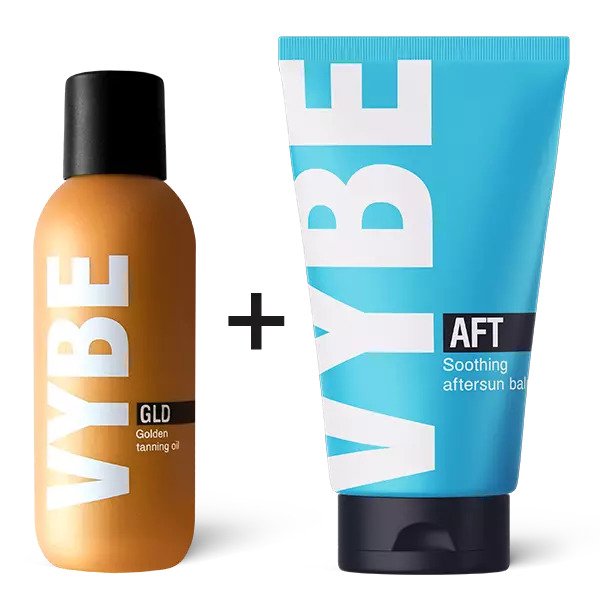 VYBE
GLD
Golden
tanning oil
+
VYBE
AFT
Soothing
aftersun bal